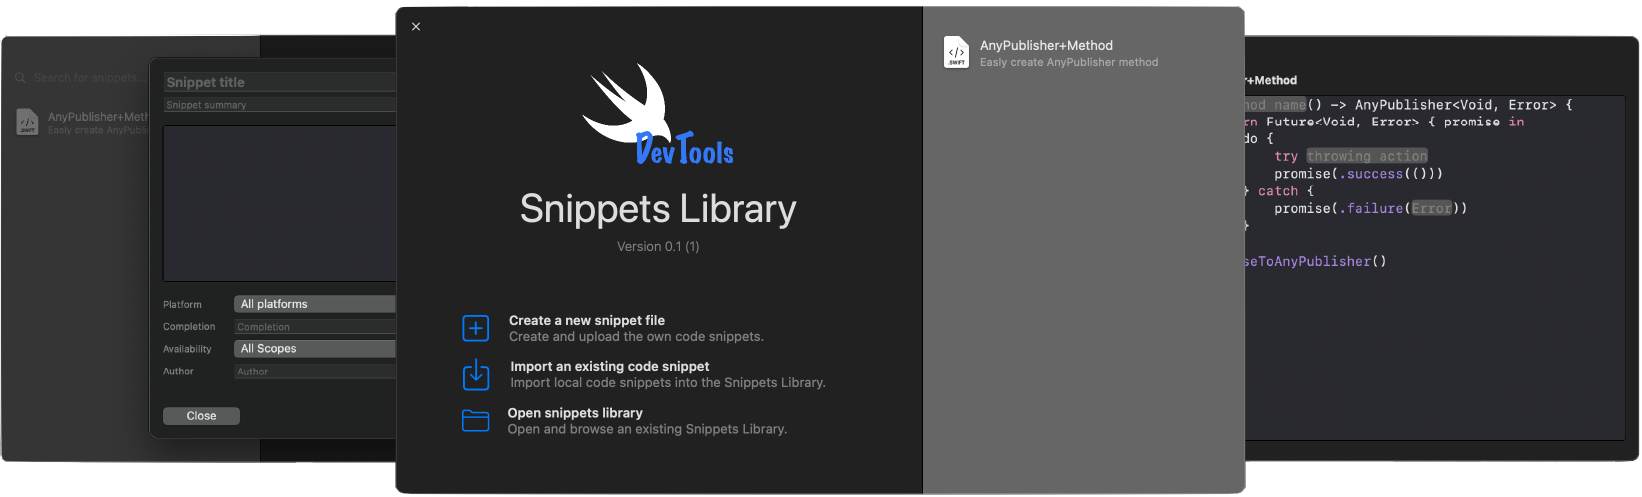 Search for snippets...
AnyPublisher+Meth
Easily create AnyPubli
.SWIFT
Snippet title
Snippet summary
Platform
All platforms
Completion
Completion
Availability
All Scopes
Author
Author
Close
DevTools
Snippets Library
Version 0.1 (1)
Create a new snippet file
Create and upload the own code snippets.
Import an existing code snippet
Import local code snippets into the Snippets Library.
Open snippets library
Open and browse an existing Snippets Library.
.SWIFT
AnyPublisher+Method
Easly create AnyPublisher method
r+Method
hod name() -> AnyPublisher<Void, Error> {
rn Future<Void, Error> { promise in
do {
try throwing action
promise(.success(()))
} catch {
promise(.failure(Error))
}
seToAnyPublisher()